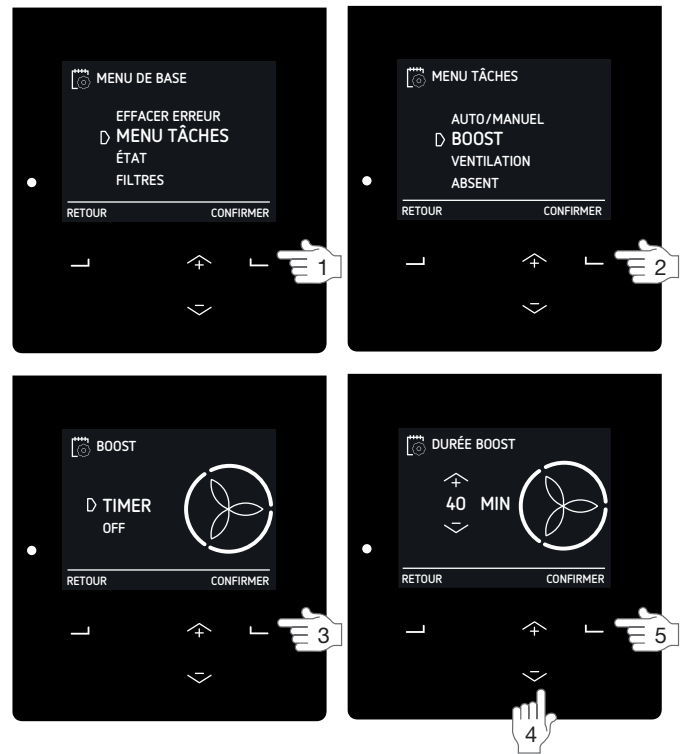 MENU DE BASE
EFFACER ERREUR
MENU TÂCHES
ÉTAT
FILTRES
RETOUR CONFIRMER
1
MENU TÂCHES
AUTO/MANUEL
BOOST
VENTILATION
ABSENT
RETOUR CONFIRMER
2
BOOST
TIMER
OFF
RETOUR CONFIRMER
3
DURÉE BOOST
40 MIN
RETOUR CONFIRMER
5
4